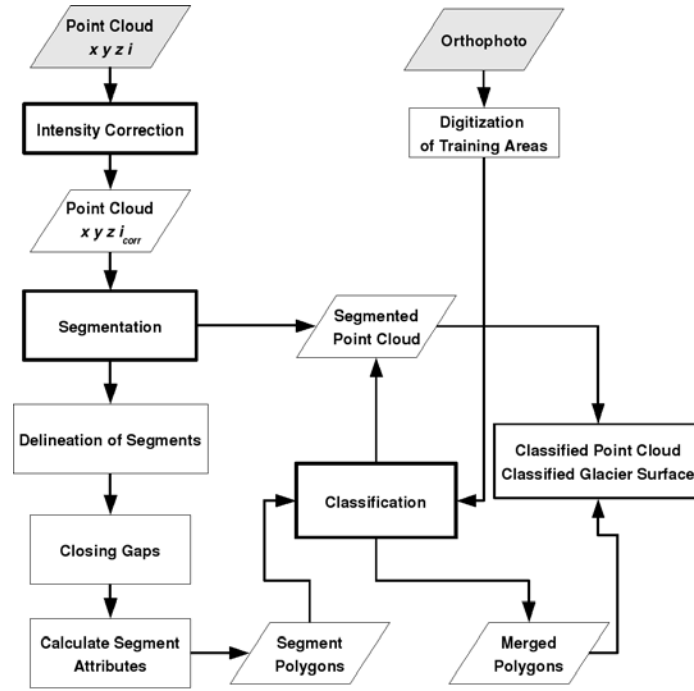 Point Cloud
x y z i
Orthophoto
Intensity Correction
Digitization
of Training Areas
Point Cloud
x y z i corr
Segmentation
Segmented
Point Cloud
Delineation of Segments
Classified Point Cloud
Classified Glacier Surface
Classification
Closing Gaps
Calculate Segment
Attributes
Segment
Polygons
Merged
Polygons